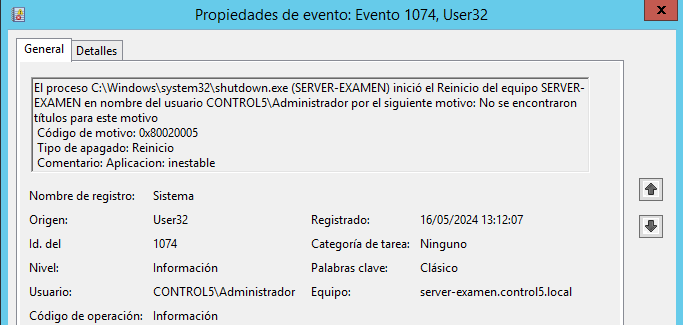 Propiedades de evento: Evento 1074, User32
General Detalles
El proceso C:\Windows\system32\shutdown.exe (SERVER-EXAMEN) inició el Reinicio del equipo SERVER-
EXAMEN en nombre del usuario CONTROL5\Administrador por el siguiente motivo: No se encontraron
títulos para este motivo
Código de motivo: 0x80020005
Tipo de apagado: Reinicio
Comentario: Aplicacion: inestable
Nombre de registro: Sistema
Origen: User32 Registrado: 16/05/2024 13:12:07
Id. del 1074 Categoría de tarea: Ninguno
Nivel: Información Palabras clave: Clásico
Usuario: CONTROL5\Administrador Equipo: server-examen.control5.local
Código de operación: Información